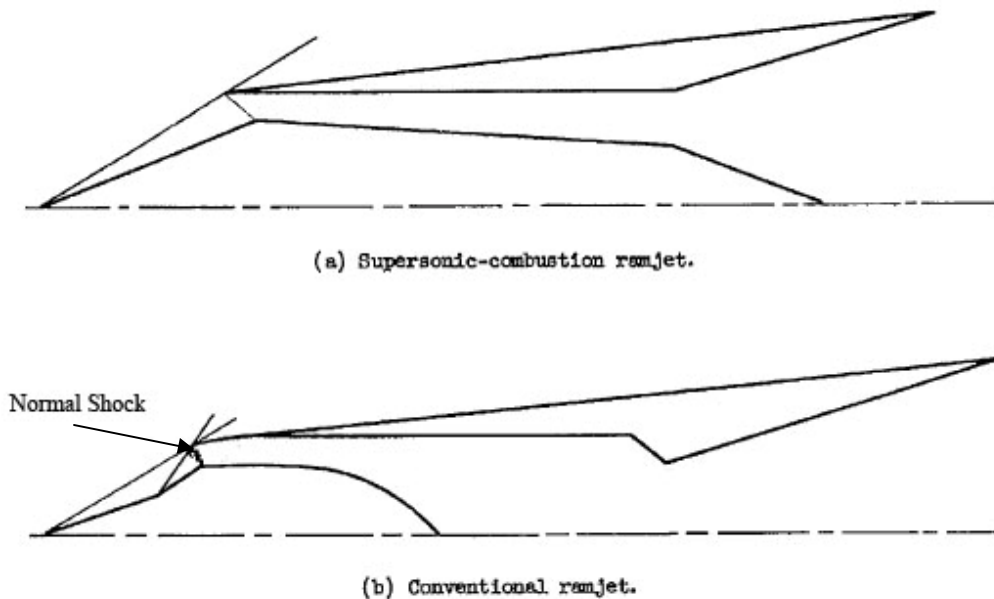 (a) Supersonic-combustion ramjet.
Normal Shock
(b) Conventional ramjet.